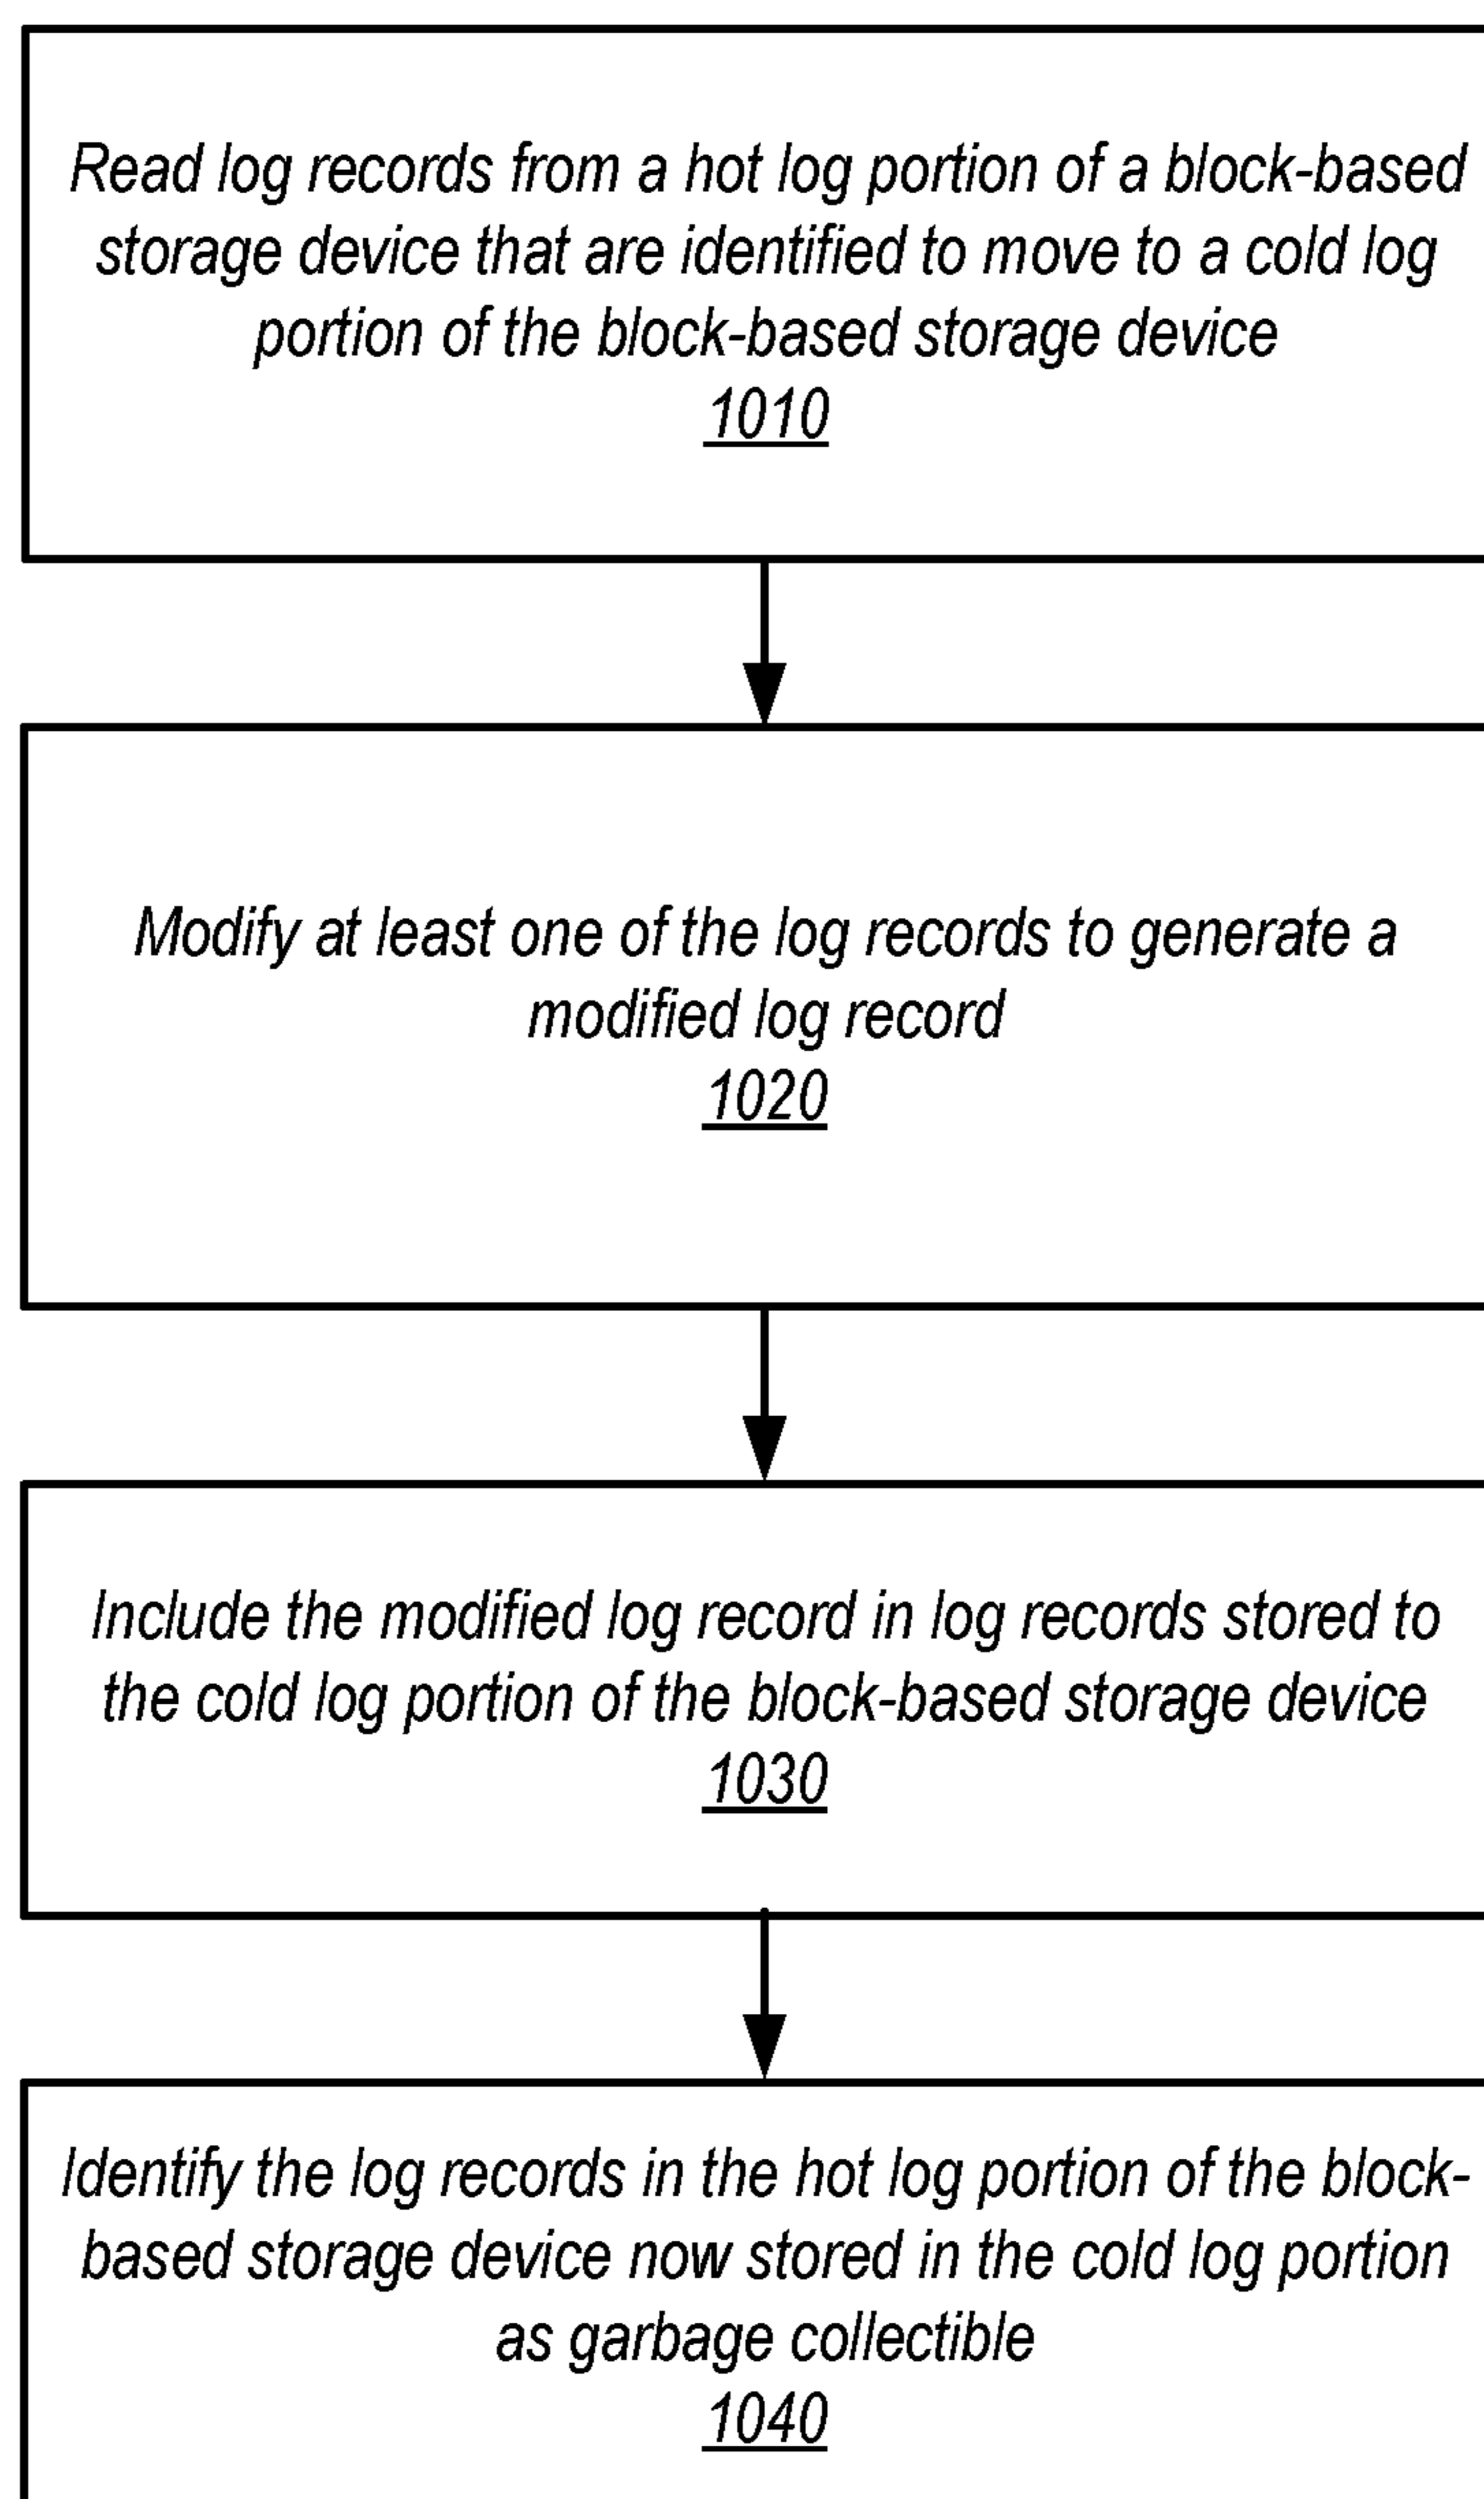 Read log records from a hot log portion of a block-based
storage device that are identified to move to a cold log
portion of the block-based storage device
1010
Modify at least one of the log records to generate a
modified log record
1020
Include the modified log record in log records stored to
the cold log portion of the block-based storage device
1030
Identify the log records in the hot log portion of the block-
based storage device now stored in the cold log portion
as garbage collectible
1040